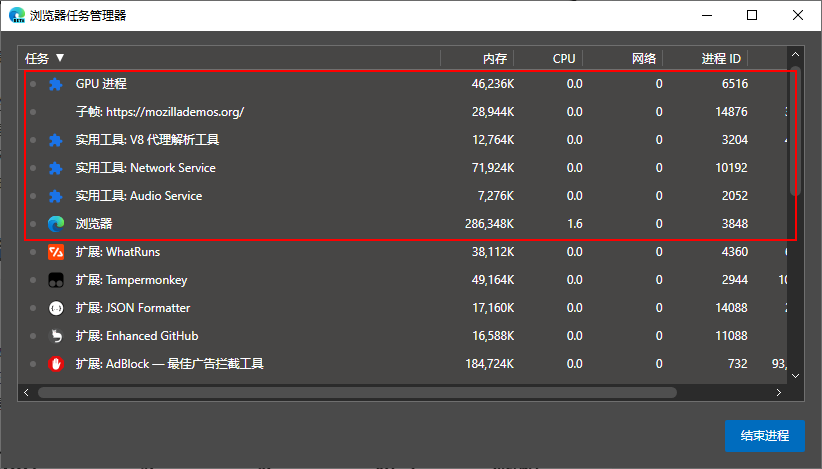 浏览器任务管理器
任务 ▼ 内存 CPU 网络 进程 ID
GPU 进程 46,236K 0.0 0 6516
子帧: https://mozillademos.org/ 28,944K 0.0 0 14876
实用工具: V8 代理解析工具 12,764K 0.0 0 3204
实用工具: Network Service 71,924K 0.0 0 10192
实用工具: Audio Service 7,276K 0.0 0 2052
浏览器 286,348K 1.6 0 3848
扩展: WhatRuns 38,112K 0.0 0 4360
扩展: Tampermonkey 49,164K 0.0 0 2944 10
扩展: JSON Formatter 17,160K 0.0 0 14088
扩展: Enhanced GitHub 16,588K 0.0 0 11088
扩展: AdBlock — 最佳广告拦截工具 184,724K 0.0 0 732 93,
结束进程